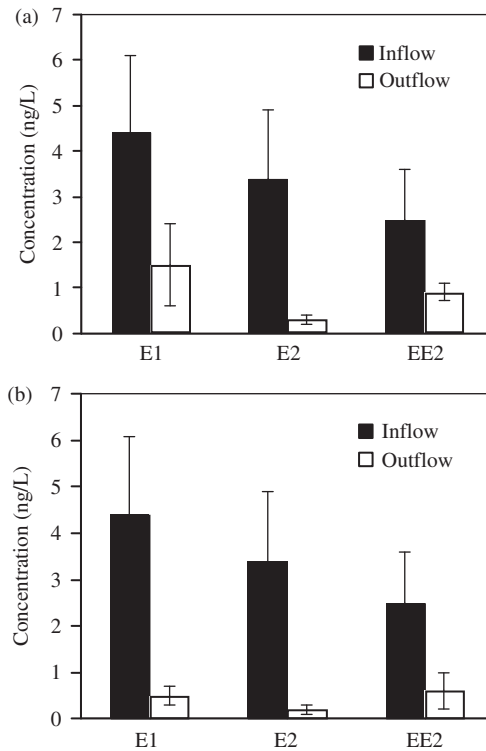 (a)
7
6
5
4
3
2
1
0
Concentration (ng/L)
Inflow
Outflow
E1 E2 EE2
(b)
7
6
5
4
3
2
1
0
Concentration (ng/L)
Inflow
Outflow
E1 E2 EE2